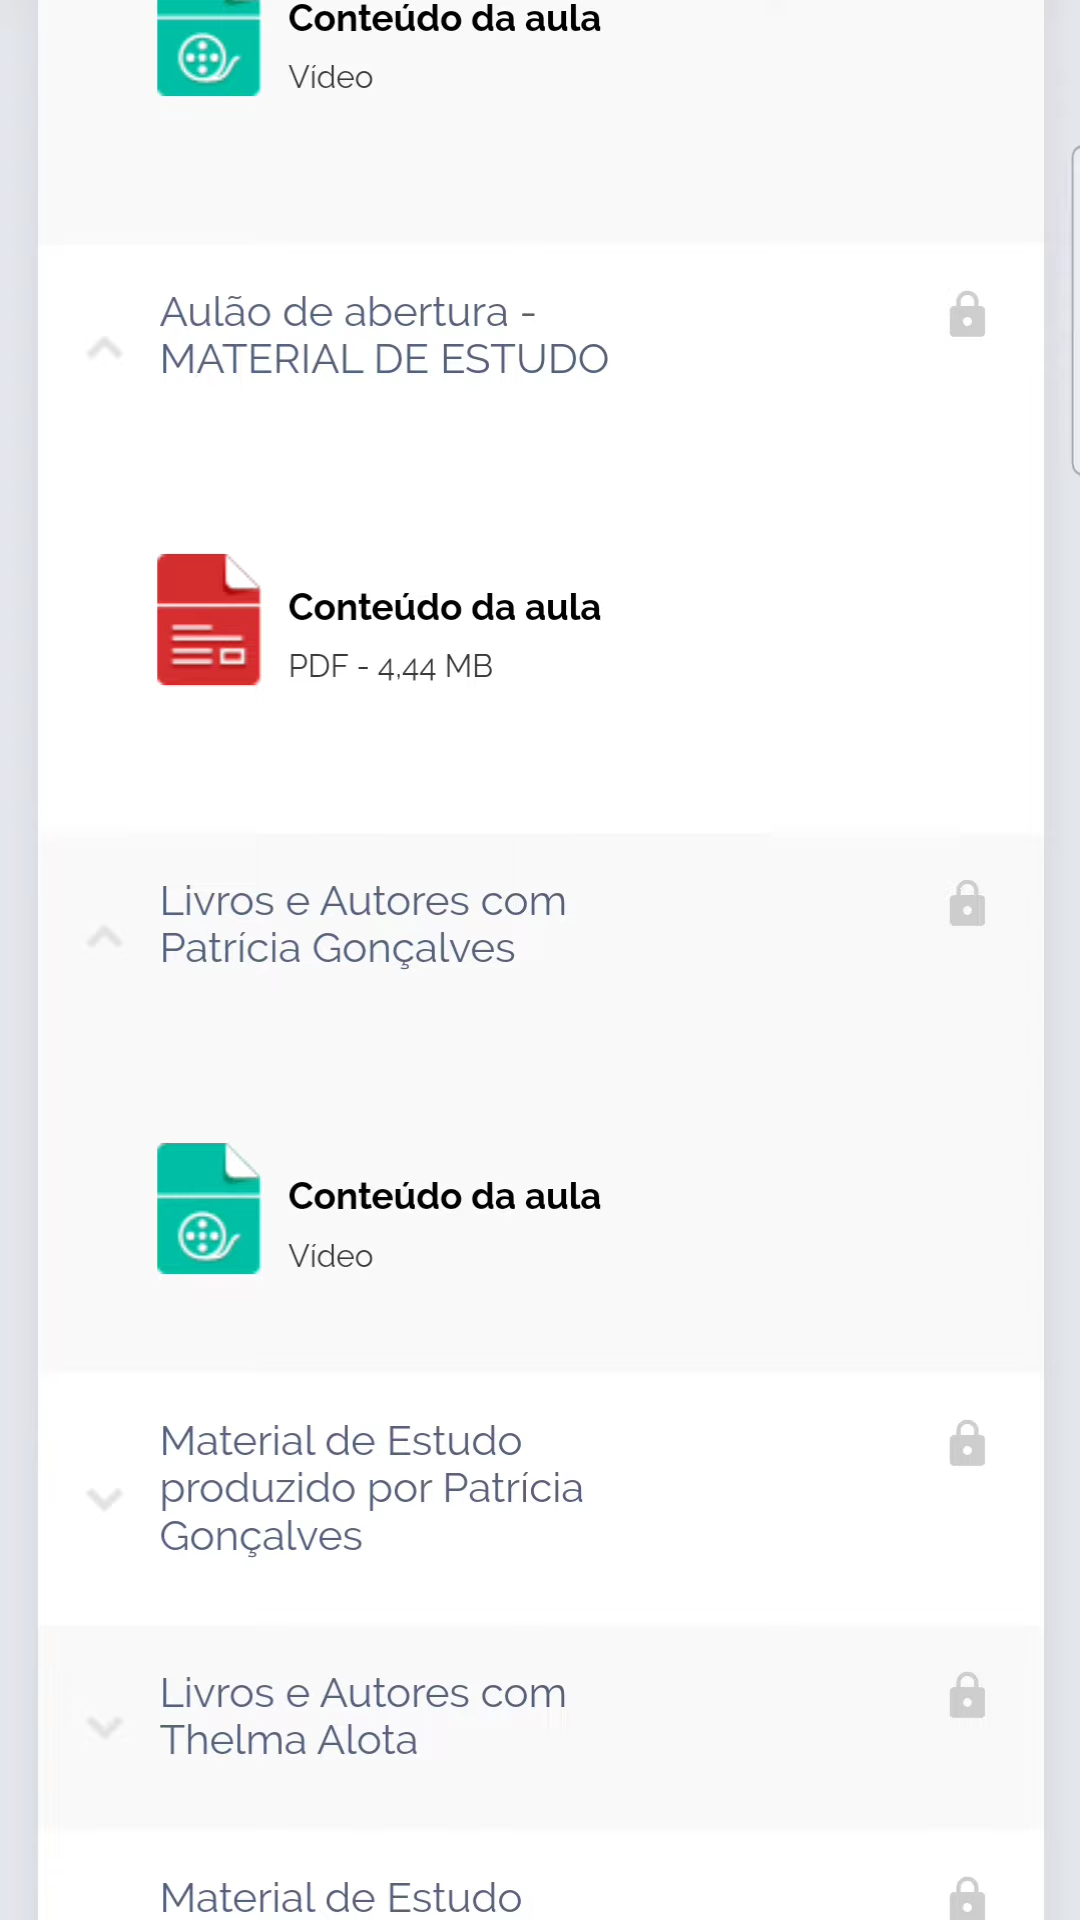 Conteúdo da aula
Vídeo
Aulão de abertura -
MATERIAL DE ESTUDO
Conteúdo da aula
PDF - 4,44 MB
Livros e Autores com
Patrícia Gonçalves
Conteúdo da aula
Vídeo
Material de Estudo
produzido por Patrícia
Gonçalves
Livros e Autores com
Thelma Alota
Material de Estudo